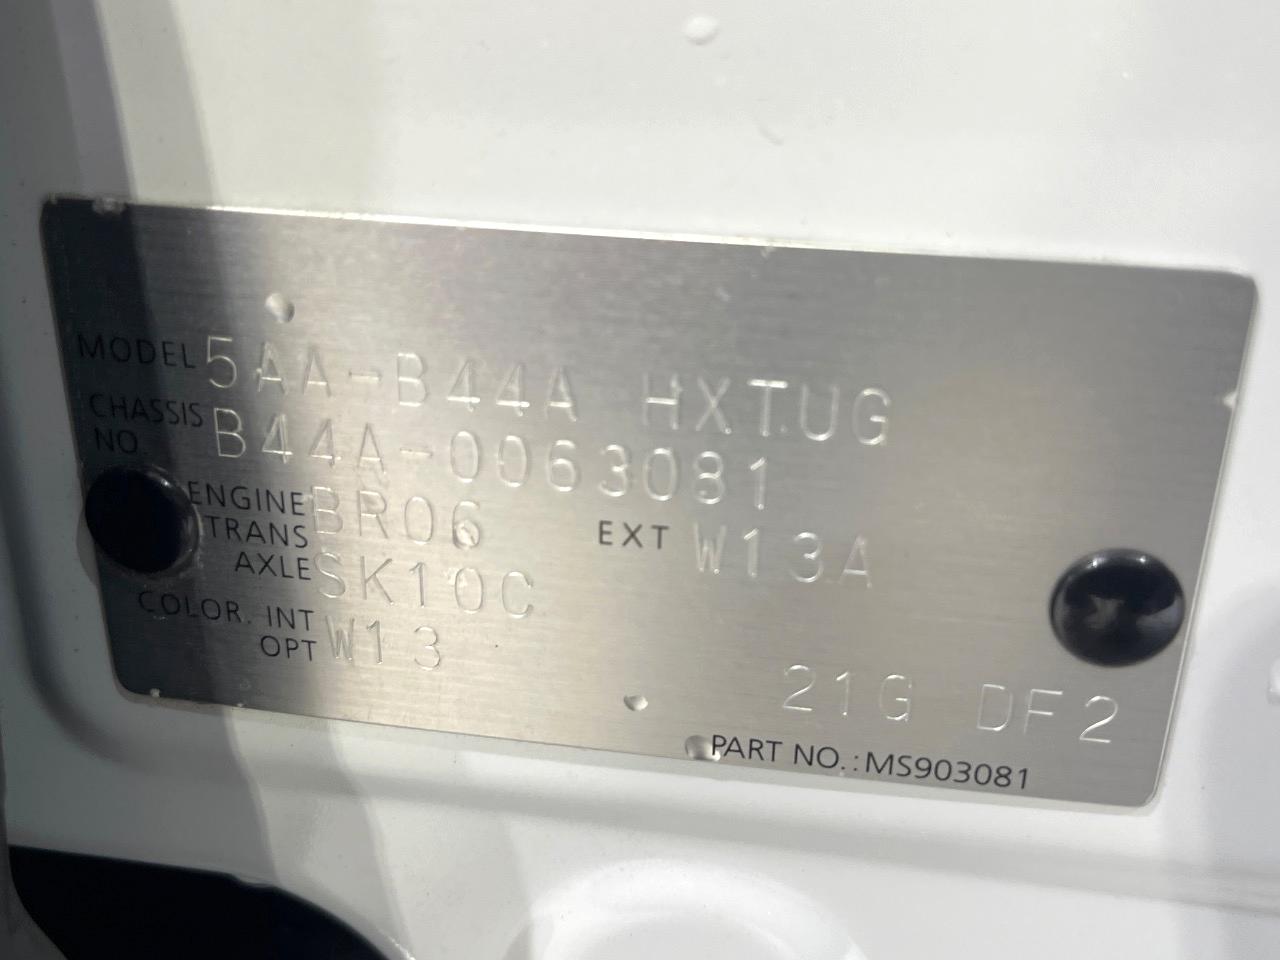 MODEL 5AA-B44A HXTUG
CHASSIS NO. B44A-0063081
ENGINE BR06 EXT W13A
TRANS AXLE SK10C
COLOR. INT
OPT W13
21G DF2
PART NO.:MS903081